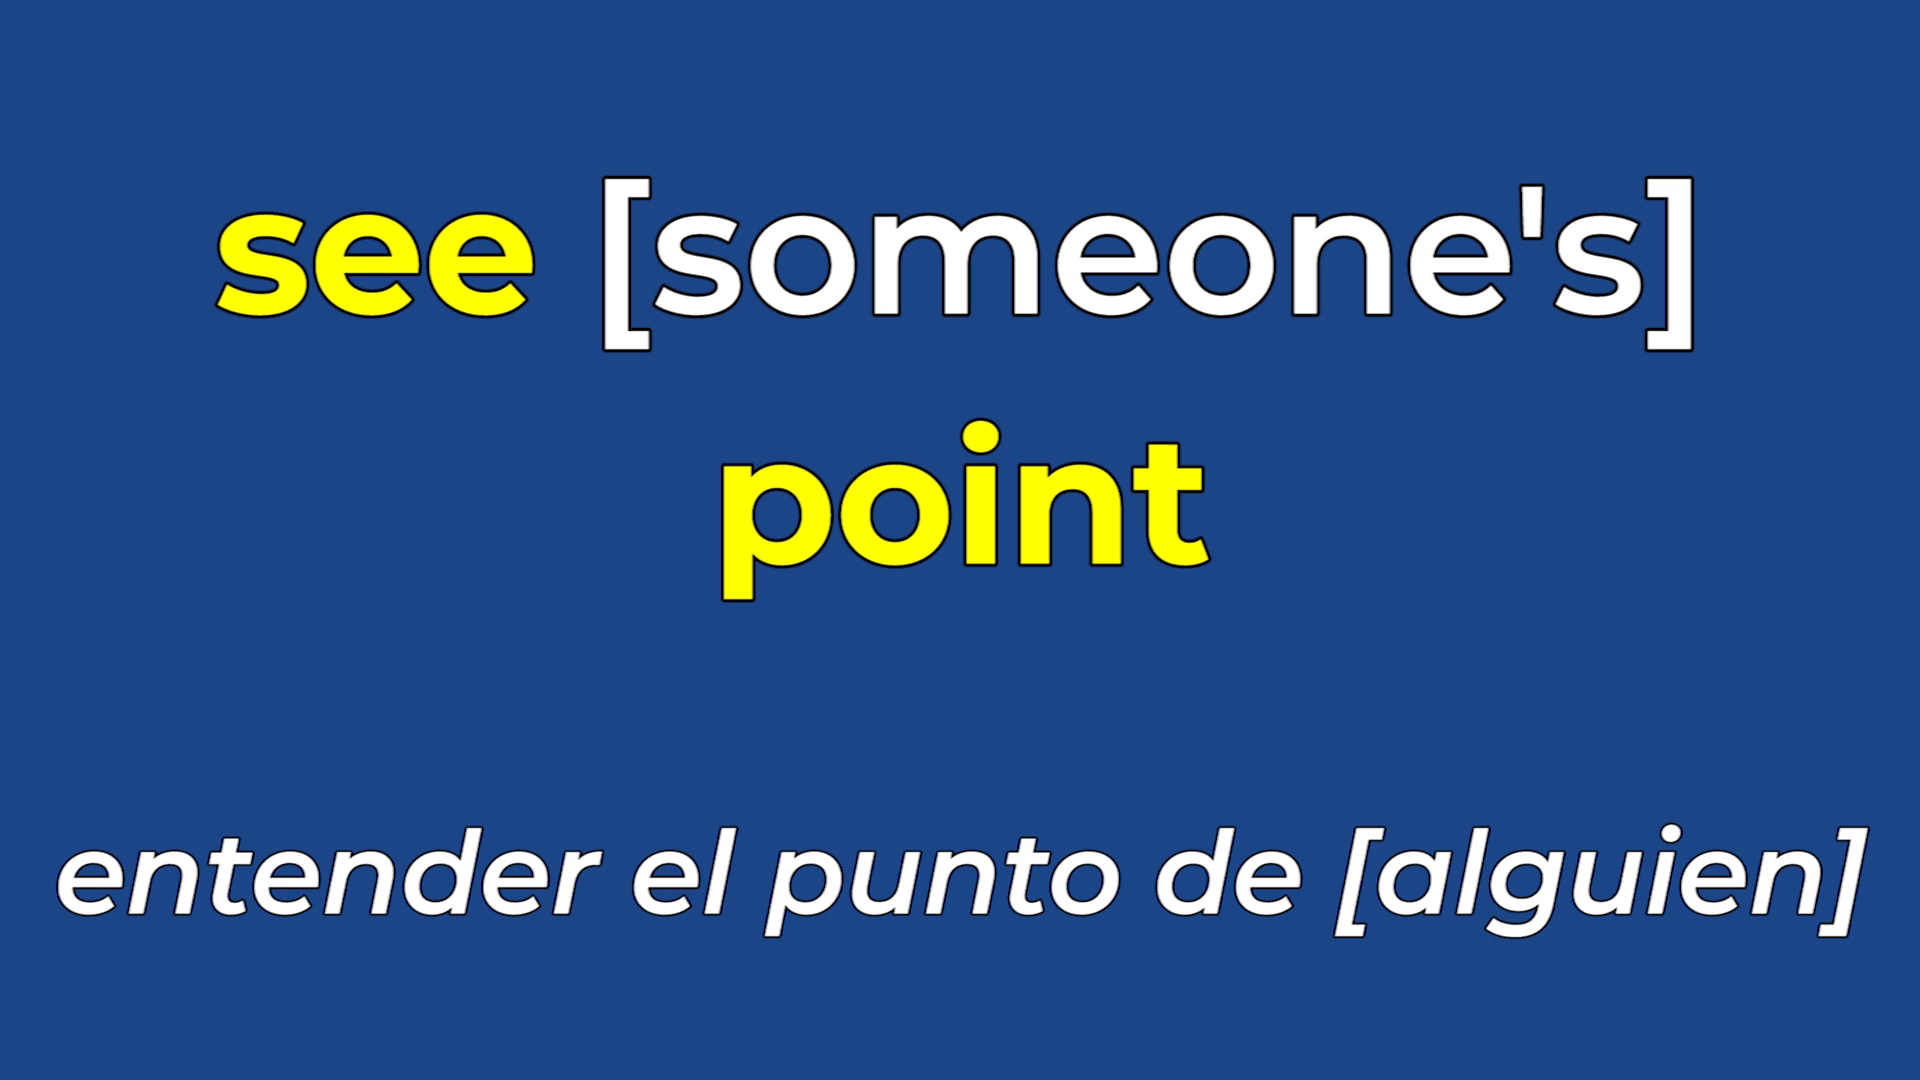 see [someone's]
point
entender el punto de [alguien]